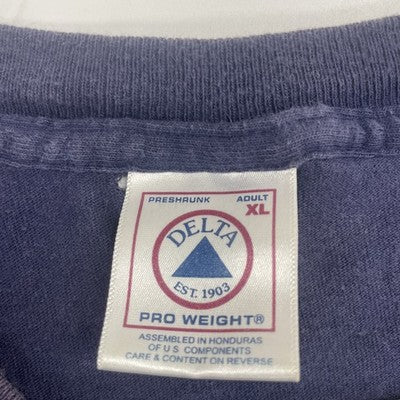 PRESHRUNK ADULT
XL
DELTA
EST. 1903
PRO WEIGHT®
ASSEMBLED IN HONDURAS
OF U.S COMPONENTS
CARE & CONTENT ON REVERSE